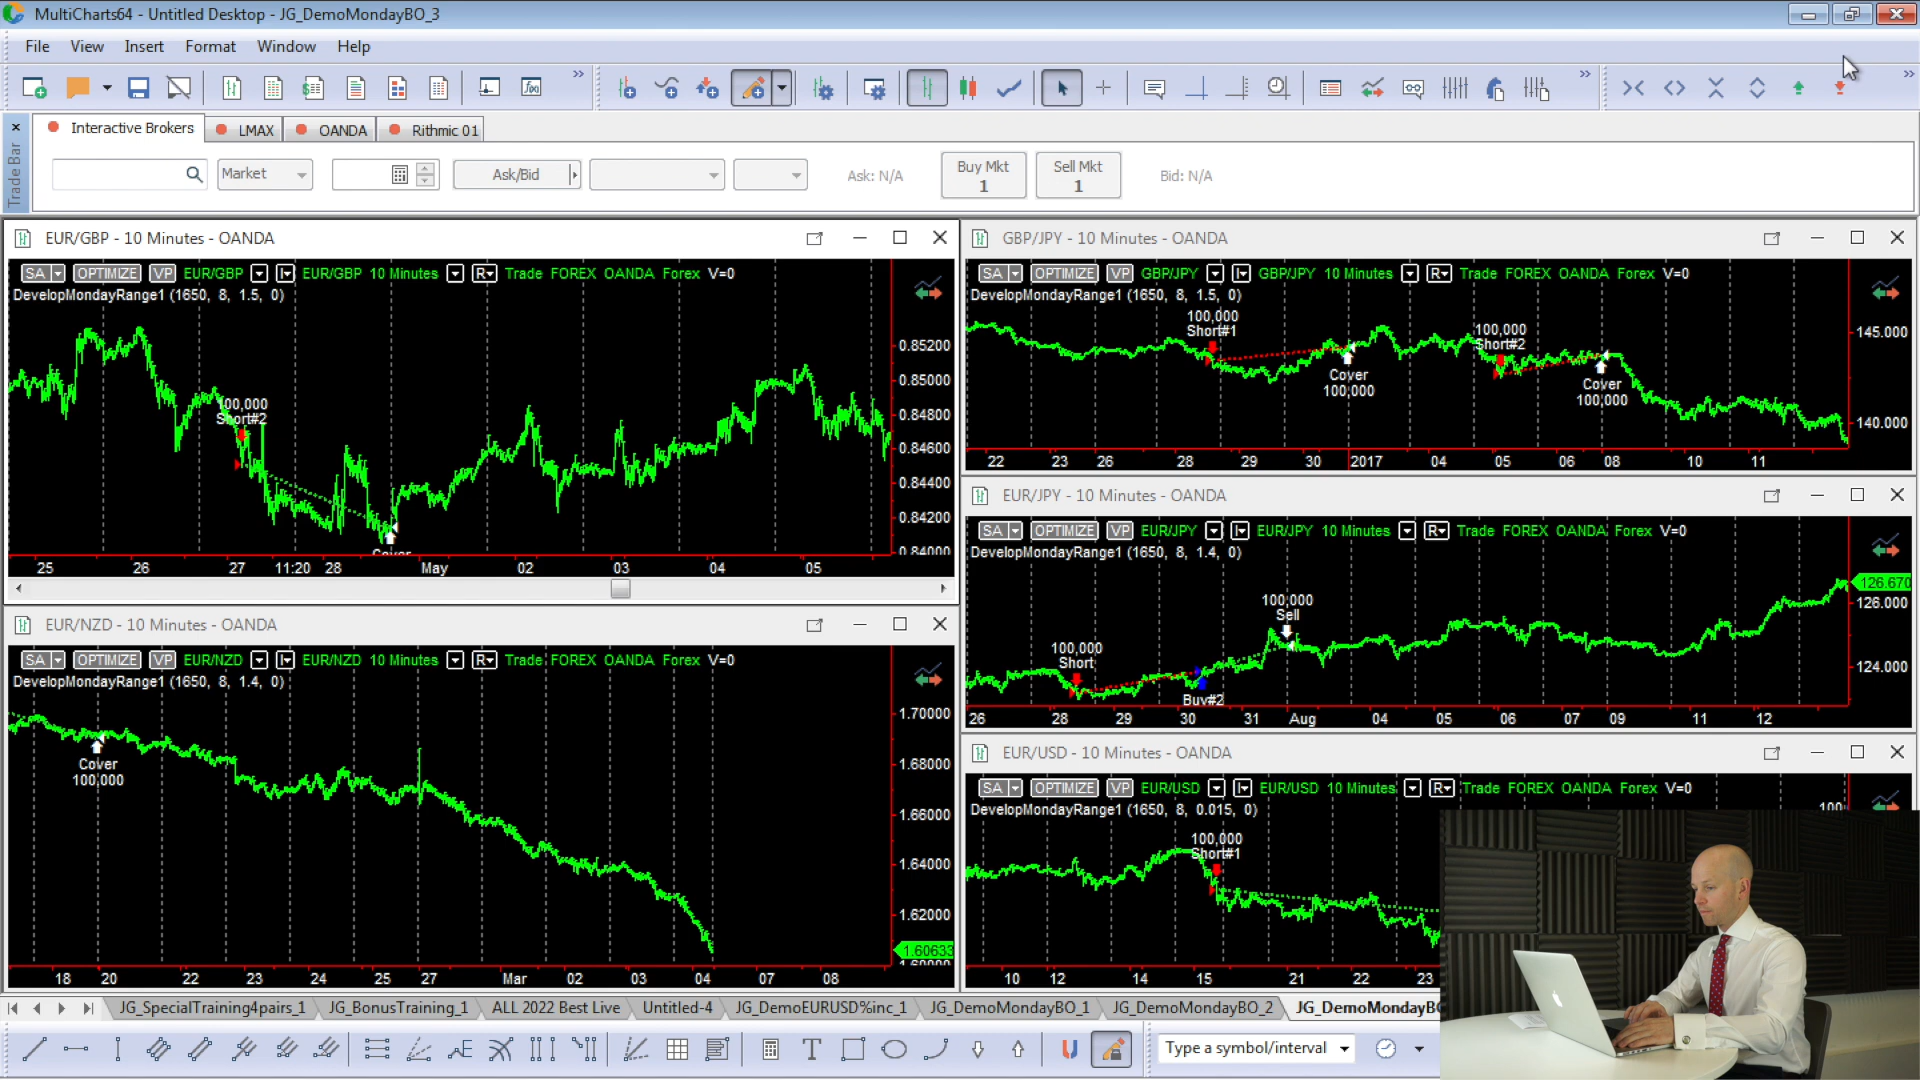 MultiCharts64 - Untitled Desktop - JG_DemoMondayBO_3
File View Insert Format Window Help
Trade Bar
Interactive Brokers LMAX OANDA Rithmic 01
Market Ask/Bid Ask: N/A Buy Mkt 1 Sell Mkt 1 Bid: N/A
EUR/GBP - 10 Minutes - OANDA
SA OPTIMIZE VP EUR/GBP EUR/GBP 10 Minutes R Trade FOREX OANDA Forex V=0
DevelopMondayRange1 (1650, 8, 1.5, 0)
100,000
Short#2
Cover
0.85200
0.85000
0.84800
0.84600
0.84400
0.84200
0.84000
25 26 27 11:20 28 May 02 03 04 05
GBP/JPY - 10 Minutes - OANDA
SA OPTIMIZE VP GBP/JPY GBP/JPY 10 Minutes R Trade FOREX OANDA Forex V=0
DevelopMondayRange1 (1650, 8, 1.5, 0)
100,000
Short#1
Cover
100,000
100,000
Short#2
Cover
100,000
145.000
140.000
22 23 26 28 29 30 2017 04 05 06 08 10 11
EUR/JPY - 10 Minutes - OANDA
SA OPTIMIZE VP EUR/JPY EUR/JPY 10 Minutes R Trade FOREX OANDA Forex V=0
DevelopMondayRange1 (1650, 8, 1.4, 0)
100,000
Short
Buy#2
100,000
Sell
126.670
126.000
124.000
26 28 29 30 31 Aug 04 05 06 07 09 11 12
EUR/NZD - 10 Minutes - OANDA
SA OPTIMIZE VP EUR/NZD EUR/NZD 10 Minutes R Trade FOREX OANDA Forex V=0
DevelopMondayRange1 (1650, 8, 1.4, 0)
Cover
100,000
1.70000
1.68000
1.66000
1.64000
1.62000
1.60633
1.60000
18 20 22 23 24 25 27 Mar 02 03 04 07 08
EUR/USD - 10 Minutes - OANDA
SA OPTIMIZE VP EUR/USD EUR/USD 10 Minutes R Trade FOREX OANDA Forex V=0
DevelopMondayRange1 (1650, 8, 0.015, 0)
100,000
Short#1
100
10 12 14 15 21 22 23
JG_SpecialTraining4pairs_1 JG_BonusTraining_1 ALL 2022 Best Live Untitled-4 JG_DemoEURUSD%inc_1 JG_DemoMondayBO_1 JG_DemoMondayBO_2 JG_DemoMondayBO
Type a symbol/interval